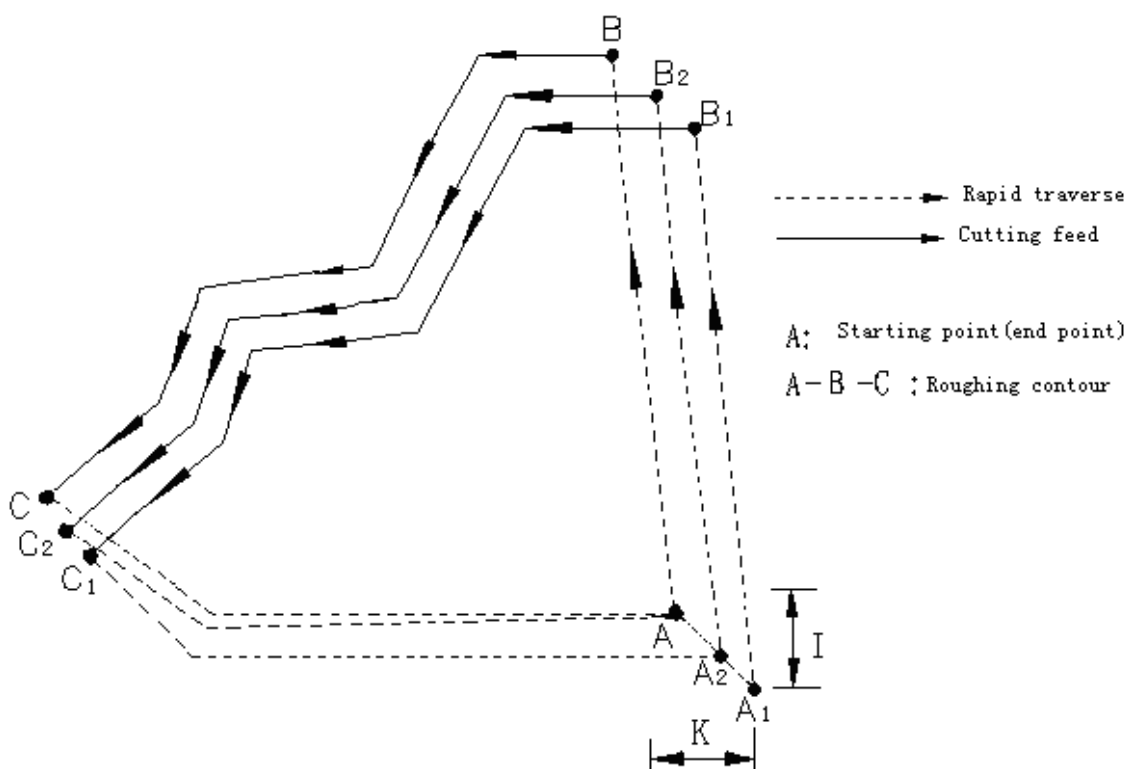 B
B2
B1
Rapid traverse
Cutting feed
A: Starting point(end point)
A-B-C : Roughing contour
C
C2
C1
A
A2
A1
I
K